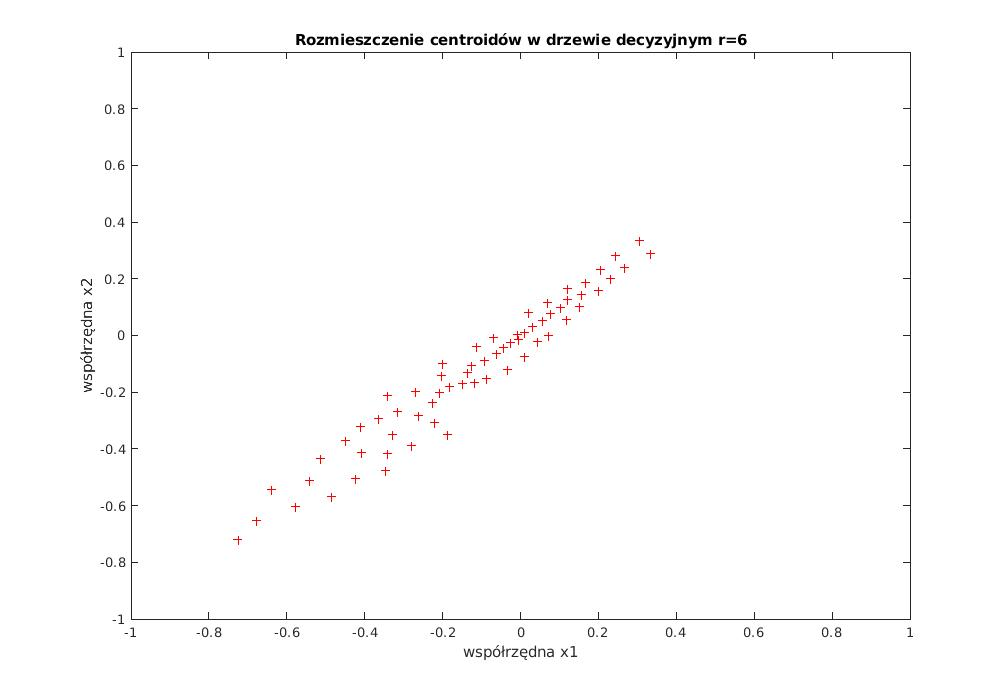 Rozmieszczenie centroidów w drzewie decyzyjnym r=6
1
0.8
0.6
0.4
0.2
0
-0.2
-0.4
-0.6
-0.8
-1
współrzędna x2
-1 -0.8 -0.6 -0.4 -0.2 0 0.2 0.4 0.6 0.8 1
współrzędna x1